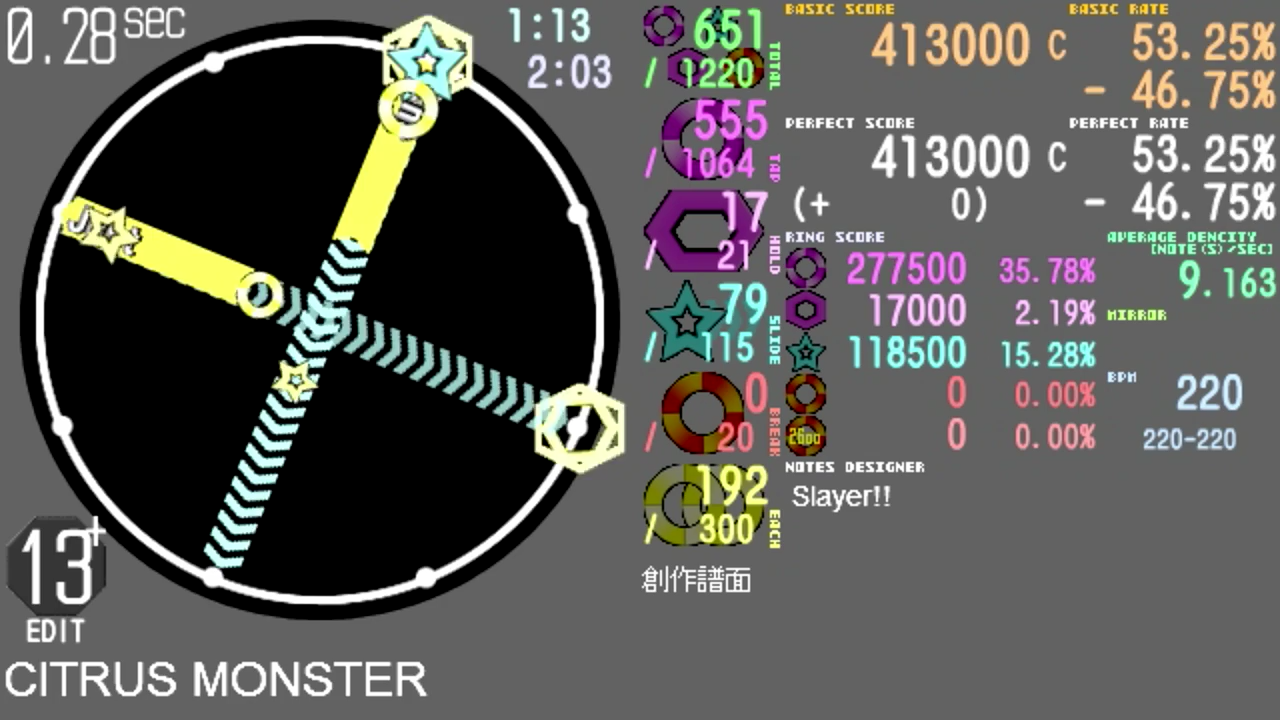 0.28 SEC
1:13
2:03
651
/ 1220
TOTAL
555
/ 1064
TAP
17
/ 21
HOLD
79
/ 115
SLIDE
0
/ 20
BREAK
192
/ 300
EACH
創作譜面
BASIC SCORE
413000 C
BASIC RATE
53.25%
- 46.75%
PERFECT SCORE
413000 C
(+ 0)
PERFECT RATE
53.25%
- 46.75%
RING SCORE
277500 35.78%
17000 2.19%
118500 15.28%
0 0.00%
2600 0 0.00%
AVERAGE DENCITY
[NOTE(S)/SEC]
9.163
MIRROR
BPM
220
220-220
NOTES DESIGNER
Slayer!!
13+
EDIT
CITRUS MONSTER